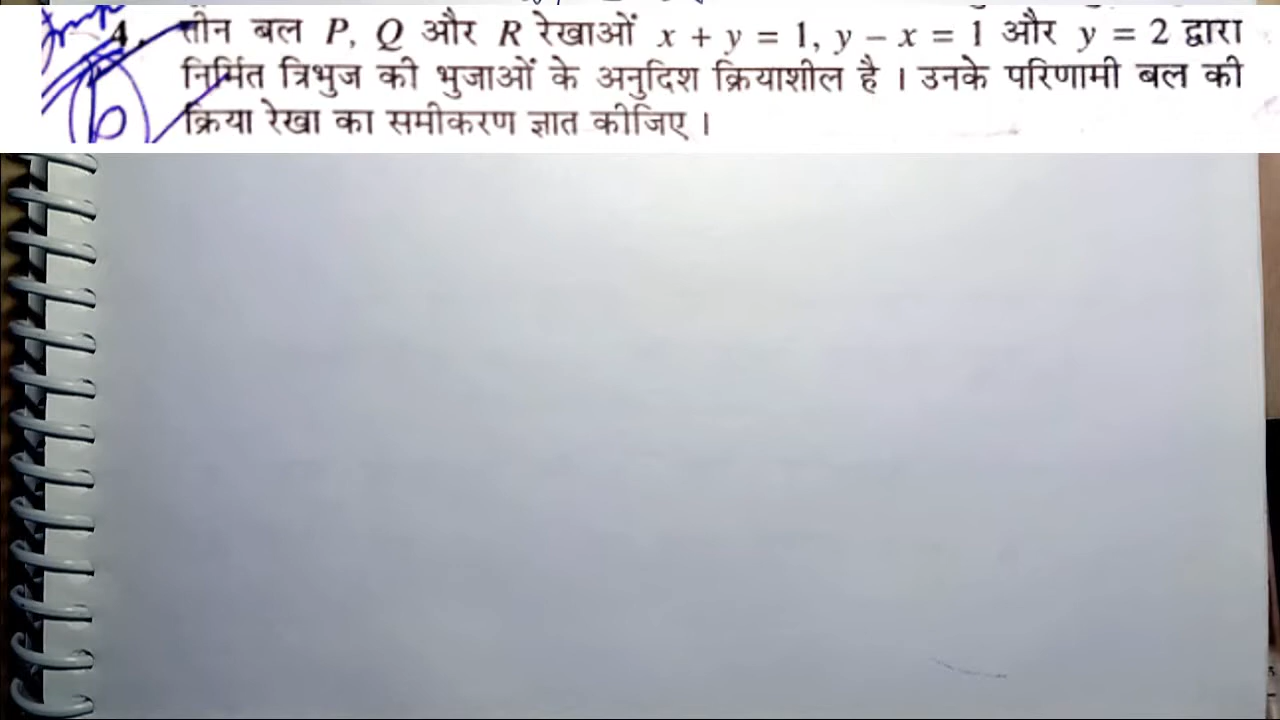 4. तीन बल P, Q और R रेखाओं x + y = 1, y − x = 1 और y = 2 द्वारा
निर्मित त्रिभुज की भुजाओं के अनुदिश क्रियाशील है । उनके परिणामी बल की
क्रिया रेखा का समीकरण ज्ञात कीजिए ।